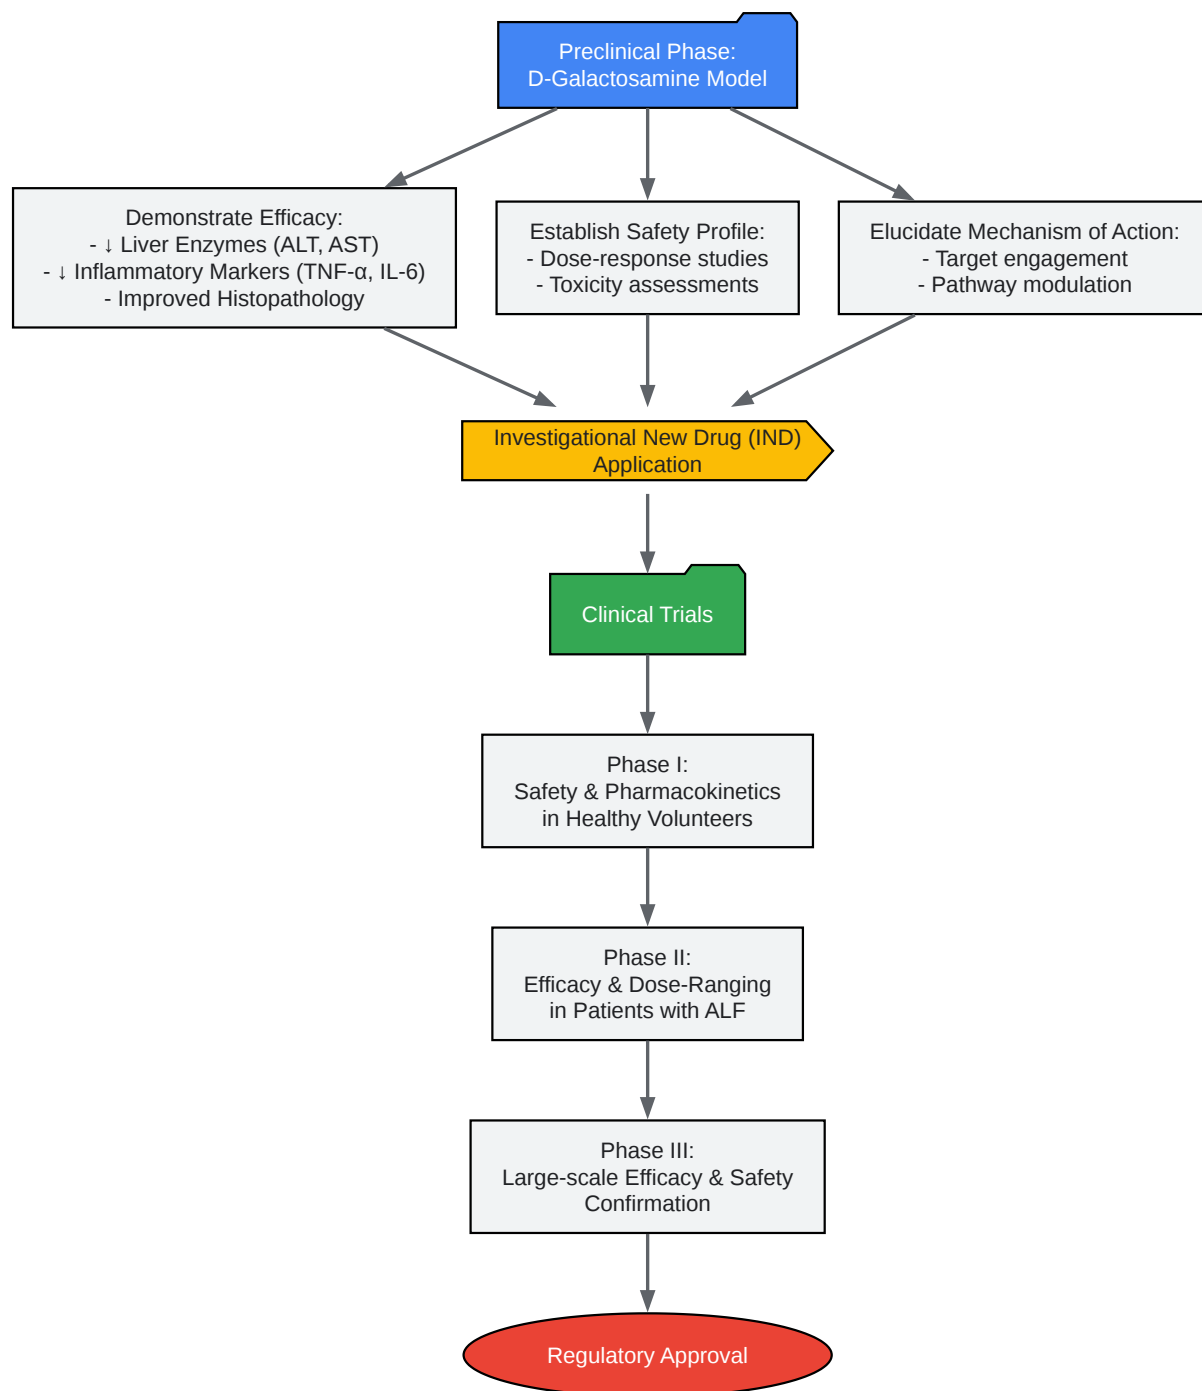 Preclinical Phase:
D-Galactosamine Model
Demonstrate Efficacy:
- ↓ Liver Enzymes (ALT, AST)
- ↓ Inflammatory Markers (TNF-α, IL-6)
- Improved Histopathology
Establish Safety Profile:
- Dose-response studies
- Toxicity assessments
Elucidate Mechanism of Action:
- Target engagement
- Pathway modulation
Investigational New Drug (IND)
Application
Clinical Trials
Phase I:
Safety & Pharmacokinetics
in Healthy Volunteers
Phase II:
Efficacy & Dose-Ranging
in Patients with ALF
Phase III:
Large-scale Efficacy & Safety
Confirmation
Regulatory Approval